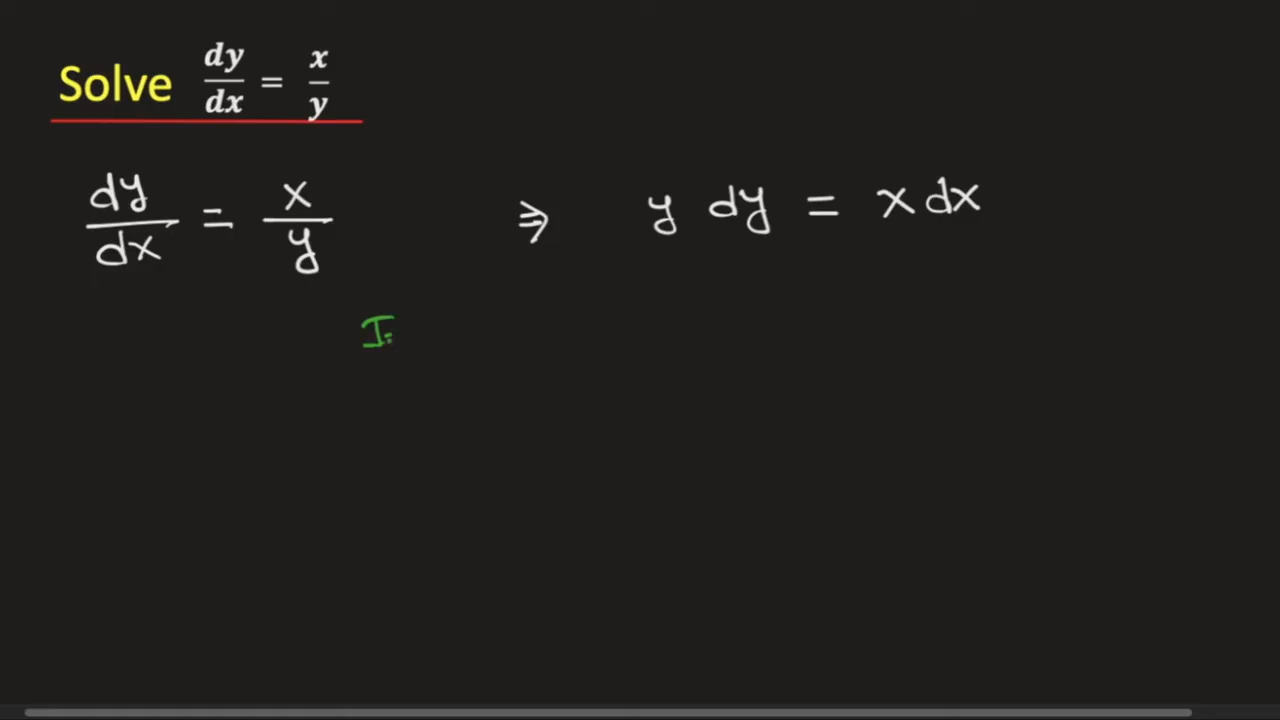 Solve dy/dx = x/y
dy/dx = x/y ⇒ y dy = x dx
I